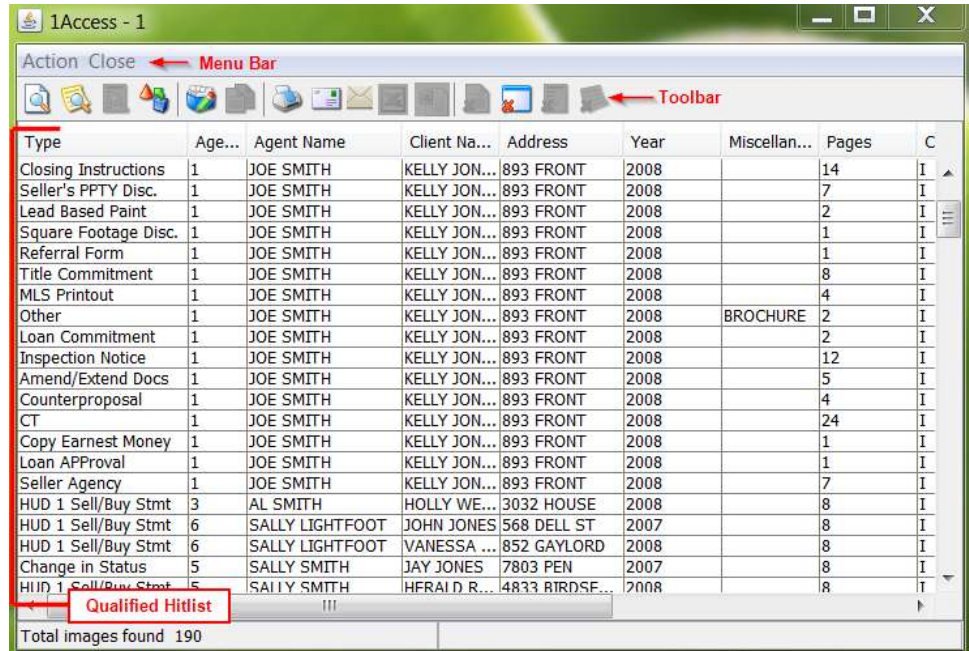 1Access - 1
Action Close Menu Bar
Toolbar
Type Age... Agent Name Client Na... Address Year Miscellan... Pages C
Closing Instructions 1 JOE SMITH KELLY JON... 893 FRONT 2008 14 I
Seller's PPTY Disc. 1 JOE SMITH KELLY JON... 893 FRONT 2008 7 I
Lead Based Paint 1 JOE SMITH KELLY JON... 893 FRONT 2008 2 I
Square Footage Disc. 1 JOE SMITH KELLY JON... 893 FRONT 2008 1 I
Referral Form 1 JOE SMITH KELLY JON... 893 FRONT 2008 1 I
Title Commitment 1 JOE SMITH KELLY JON... 893 FRONT 2008 8 I
MLS Printout 1 JOE SMITH KELLY JON... 893 FRONT 2008 4 I
Other 1 JOE SMITH KELLY JON... 893 FRONT 2008 BROCHURE 2 I
Loan Commitment 1 JOE SMITH KELLY JON... 893 FRONT 2008 2 I
Inspection Notice 1 JOE SMITH KELLY JON... 893 FRONT 2008 12 I
Amend/Extend Docs 1 JOE SMITH KELLY JON... 893 FRONT 2008 5 I
Counterproposal 1 JOE SMITH KELLY JON... 893 FRONT 2008 4 I
CT 1 JOE SMITH KELLY JON... 893 FRONT 2008 24 I
Copy Earnest Money 1 JOE SMITH KELLY JON... 893 FRONT 2008 1 I
Loan APProval 1 JOE SMITH KELLY JON... 893 FRONT 2008 1 I
Seller Agency 1 JOE SMITH KELLY JON... 893 FRONT 2008 7 I
HUD 1 Sell/Buy Stmt 3 AL SMITH HOLLY WE... 3032 HOUSE 2008 8 I
HUD 1 Sell/Buy Stmt 6 SALLY LIGHTFOOT JOHN JONES 568 DELL ST 2007 8 I
HUD 1 Sell/Buy Stmt 6 SALLY LIGHTFOOT VANESSA ... 852 GAYLORD 2008 8 I
Change in Status 5 SALLY SMITH JAY JONES 7803 PEN 2007 8 I
HUD 1 Sell/Buy Stmt 5 SALLY SMITH HERALD R... 4833 BIRDSE... 2008 8 I
Qualified Hitlist
Total images found 190